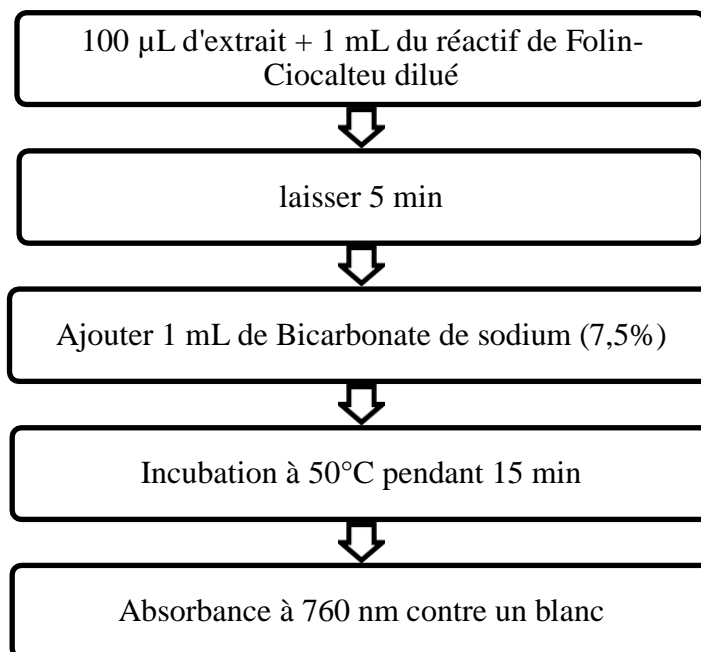 100 µL d'extrait + 1 mL du réactif de Folin-
Ciocalteu dilué
laisser 5 min
Ajouter 1 mL de Bicarbonate de sodium (7,5%)
Incubation à 50°C pendant 15 min
Absorbance à 760 nm contre un blanc